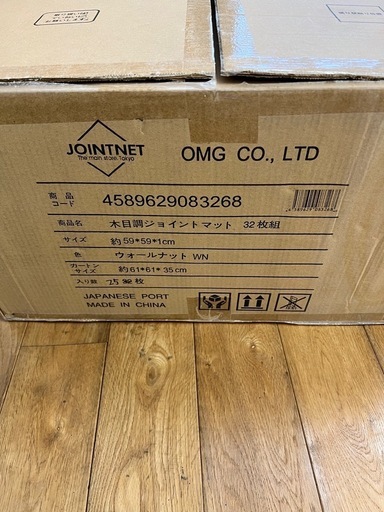 JOINTNET
The main store.Tokyo
OMG CO., LTD
商品コード 4589629083268
商品名 木目調ジョイントマット 32枚組
サイズ 約59*59*1cm
色 ウォールナット WN
カートンサイズ 約61*61*35cm
入り数 25 枚
JAPANESE PORT
MADE IN CHINA